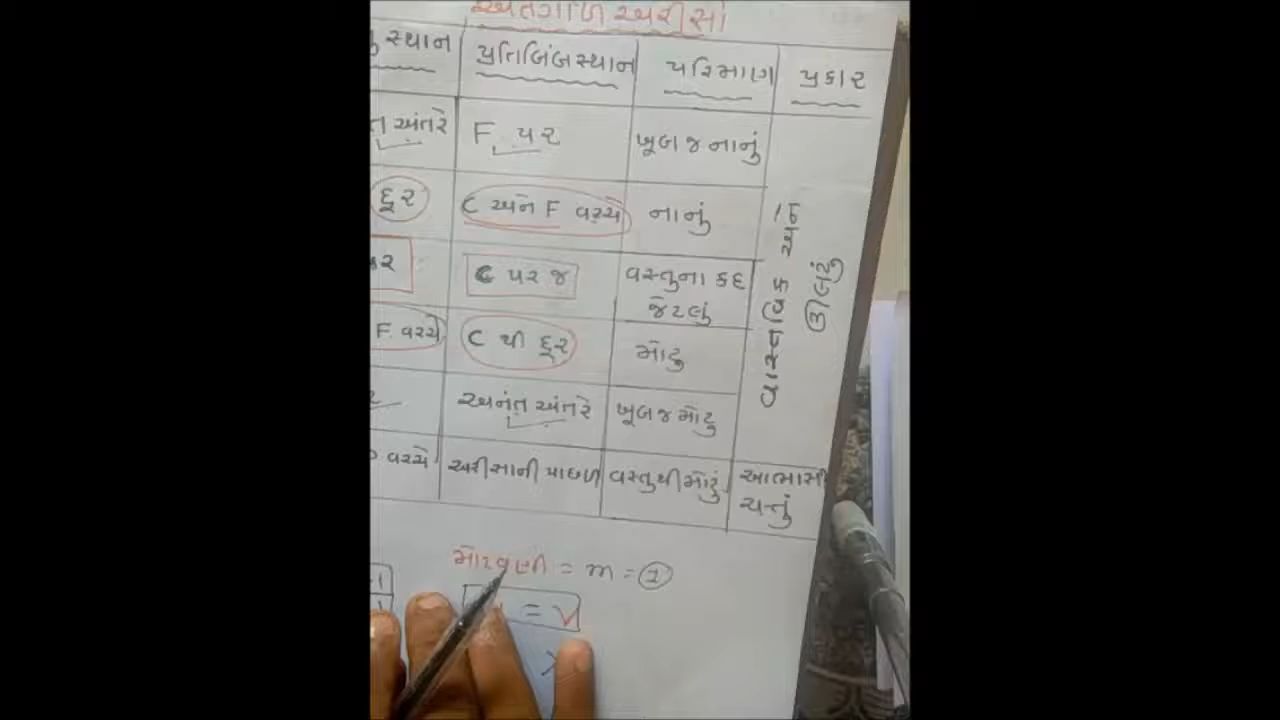 અંતર્ગોળ અરીસો
સ્થાન પ્રતિબિંબસ્થાન પરિમાણ પ્રકાર
અંતરે F પર ખૂબ જ નાનું
દૂર C અને F વચ્ચે નાનું
C પર જ વસ્તુના કદ
જેટલું
F વચ્ચે C થી દૂર મોટુ
અનંત અંતરે ખૂબ જ મોટુ
વાસ્તવિક અને
ઊલટું
વચ્ચે અરીસાની પાછળ વસ્તુથી મોટું આભાસી
ચત્તું
મોટવણી = m = 1
= v